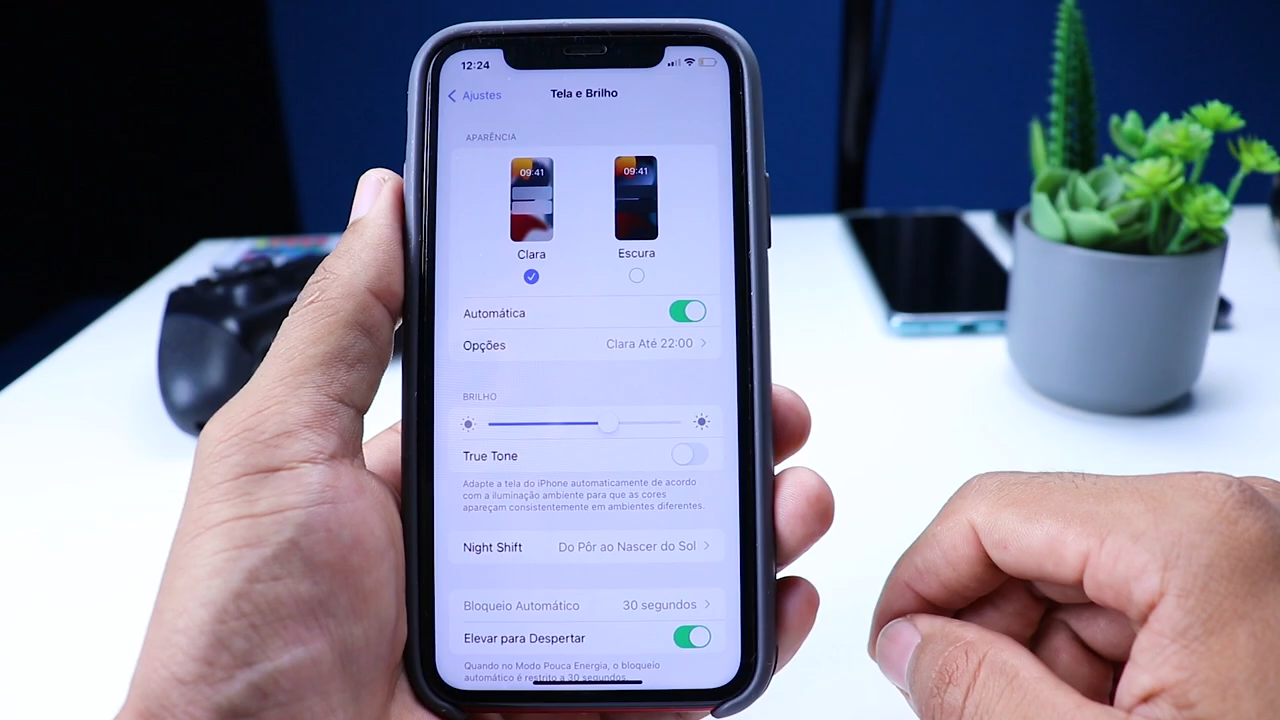 12:24
Ajustes
Tela e Brilho
APARÊNCIA
09:41
09:41
Clara
Escura
Automática
Opções
Clara Até 22:00
BRILHO
True Tone
Adapte a tela do iPhone automaticamente de acordo
com a iluminação ambiente para que as cores
apareçam consistentemente em ambientes diferentes.
Night Shift
Do Pôr ao Nascer do Sol
Bloqueio Automático
30 segundos
Elevar para Despertar
Quando no Modo Pouca Energia, o bloqueio
automático é restrito a 30 segundos.